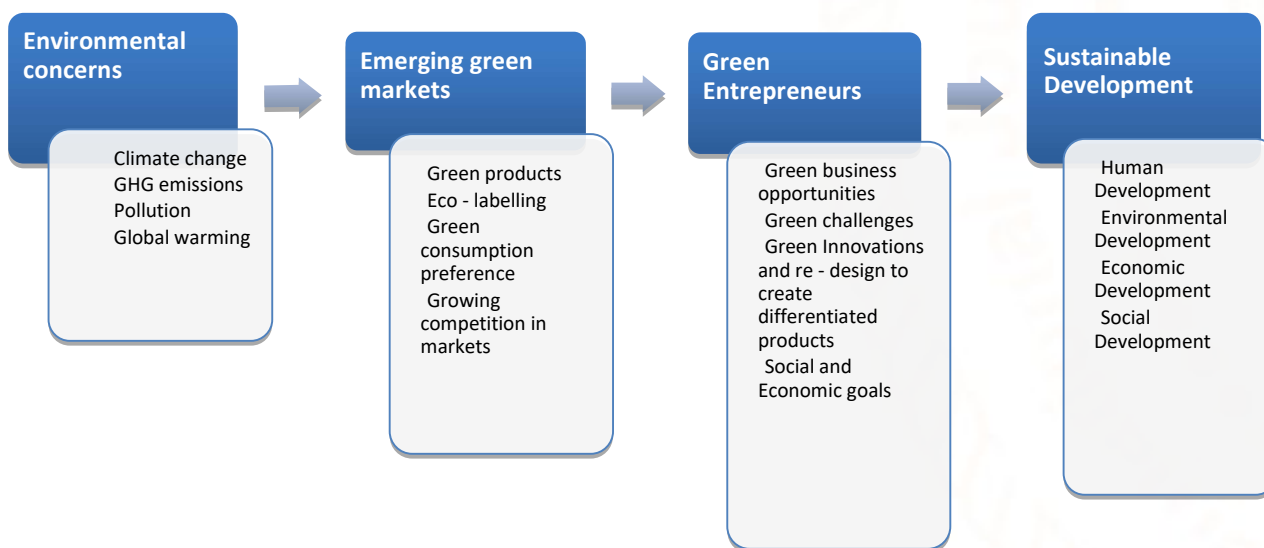 Environmental
concerns
Climate change
GHG emissions
Pollution
Global warming
Emerging green
markets
Green products
Eco - labelling
Green
consumption
preference
Growing
competition in
markets
Green
Entrepreneurs
Green business
opportunities
Green challenges
Green Innovations
and re - design to
create
differentiated
products
Social and
Economic goals
Sustainable
Development
Human
Development
Environmental
Development
Economic
Development
Social
Development